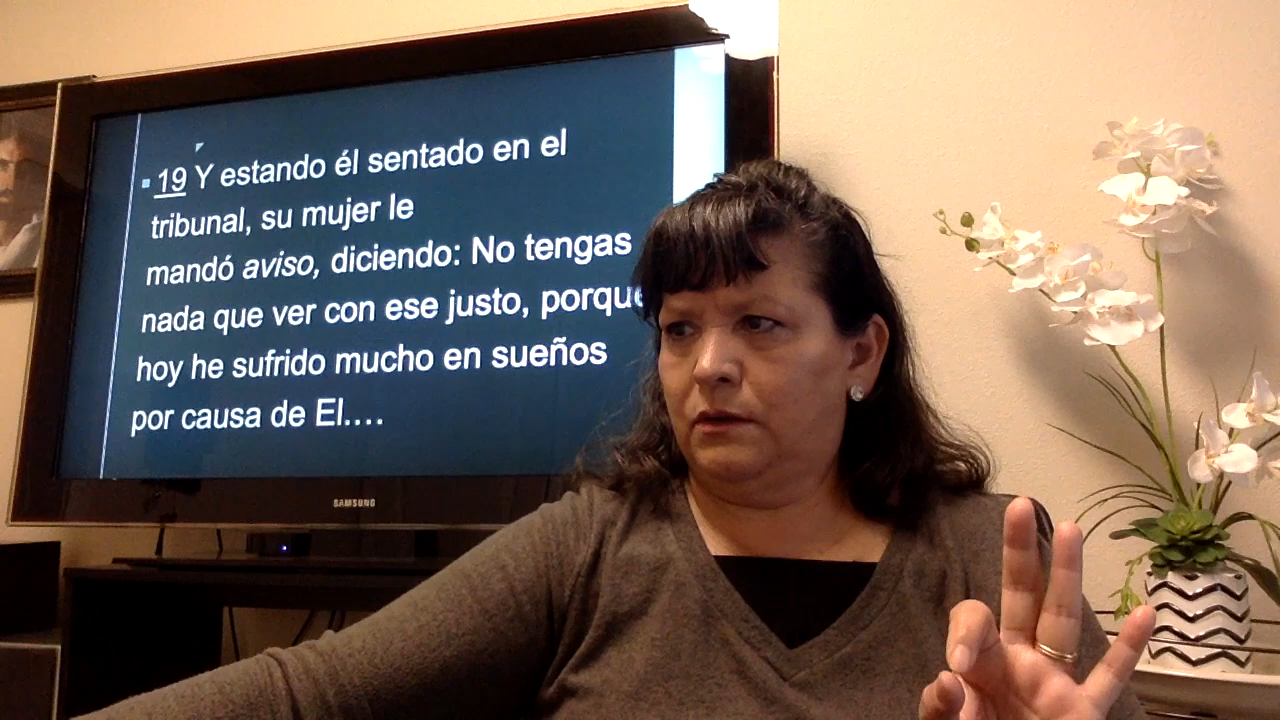 19 Y estando él sentado en el
tribunal, su mujer le
mandó aviso, diciendo: No tengas
nada que ver con ese justo, porque
hoy he sufrido mucho en sueños
por causa de El....
SAMSUNG